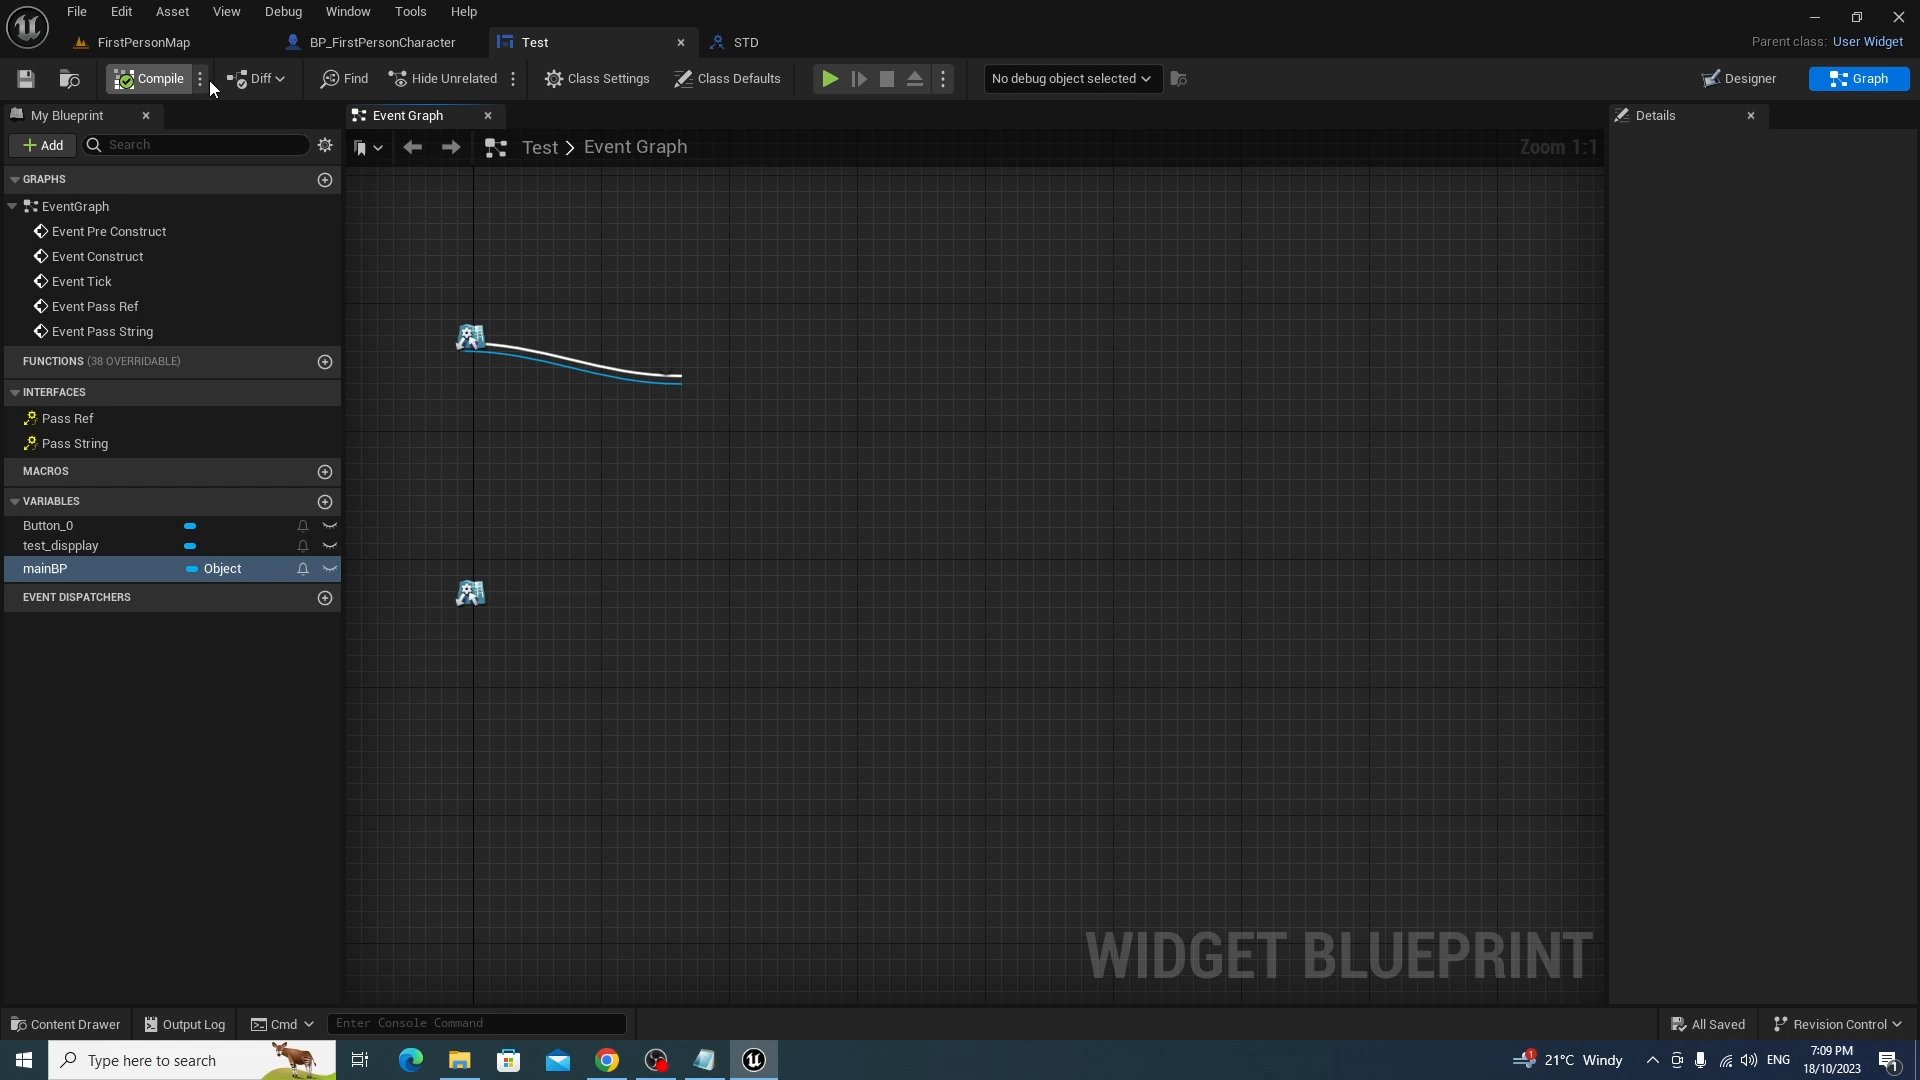 File Edit Asset View Debug Window Tools Help
FirstPersonMap BP_FirstPersonCharacter Test STD
Parent class: User Widget
Compile Diff Find Hide Unrelated Class Settings Class Defaults No debug object selected Designer Graph
My Blueprint Event Graph Details
Add Search
Test > Event Graph Zoom 1:1
GRAPHS
EventGraph
Event Pre Construct
Event Construct
Event Tick
Event Pass Ref
Event Pass String
FUNCTIONS (38 OVERRIDABLE)
INTERFACES
Pass Ref
Pass String
MACROS
VARIABLES
Button_0
test_dispplay
mainBP Object
EVENT DISPATCHERS
WIDGET BLUEPRINT
Content Drawer Output Log Cmd Enter Console Command All Saved Revision Control
Type here to search 1 21°C Windy ENG 7:09 PM
18/10/2023 1